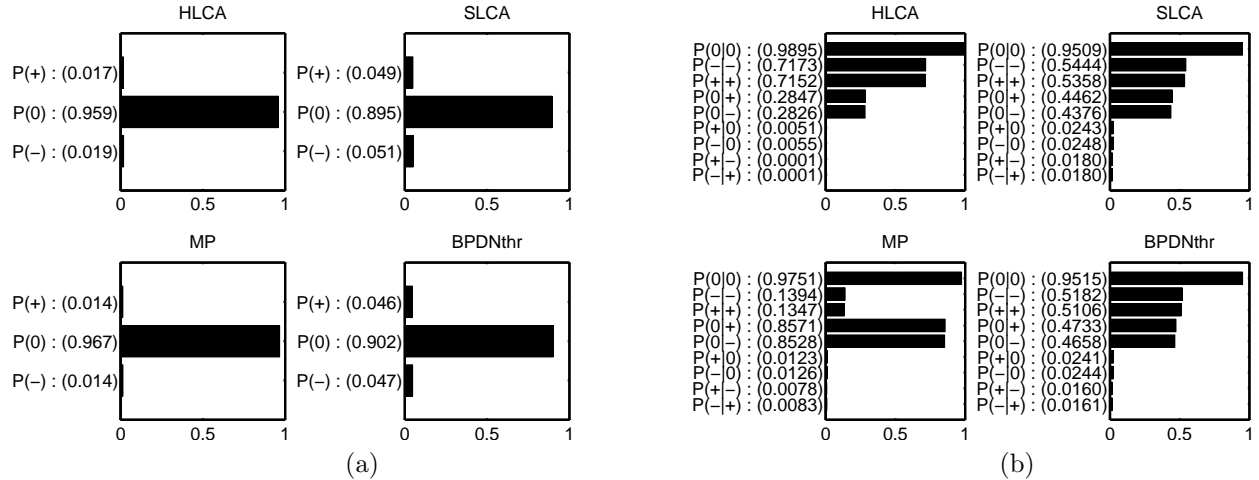 HLCA
P(+) : (0.017)
P(0) : (0.959)
P(−) : (0.019)
0 0.5 1
SLCA
P(+) : (0.049)
P(0) : (0.895)
P(−) : (0.051)
0 0.5 1
MP
P(+) : (0.014)
P(0) : (0.967)
P(−) : (0.014)
0 0.5 1
BPDNthr
P(+) : (0.046)
P(0) : (0.902)
P(−) : (0.047)
0 0.5 1
(a)
HLCA
P(0|0) : (0.9895)
P(−|−) : (0.7173)
P(+|+) : (0.7152)
P(0|+) : (0.2847)
P(0|−) : (0.2826)
P(+|0) : (0.0051)
P(−|0) : (0.0055)
P(+|−) : (0.0001)
P(−|+) : (0.0001)
0 0.5 1
SLCA
P(0|0) : (0.9509)
P(−|−) : (0.5444)
P(+|+) : (0.5358)
P(0|+) : (0.4462)
P(0|−) : (0.4376)
P(+|0) : (0.0243)
P(−|0) : (0.0248)
P(+|−) : (0.0180)
P(−|+) : (0.0180)
0 0.5 1
MP
P(0|0) : (0.9751)
P(−|−) : (0.1394)
P(+|+) : (0.1347)
P(0|+) : (0.8571)
P(0|−) : (0.8528)
P(+|0) : (0.0123)
P(−|0) : (0.0126)
P(+|−) : (0.0078)
P(−|+) : (0.0083)
0 0.5 1
BPDNthr
P(0|0) : (0.9515)
P(−|−) : (0.5182)
P(+|+) : (0.5106)
P(0|+) : (0.4733)
P(0|−) : (0.4658)
P(+|0) : (0.0241)
P(−|0) : (0.0244)
P(+|−) : (0.0160)
P(−|+) : (0.0161)
0 0.5 1
(b)